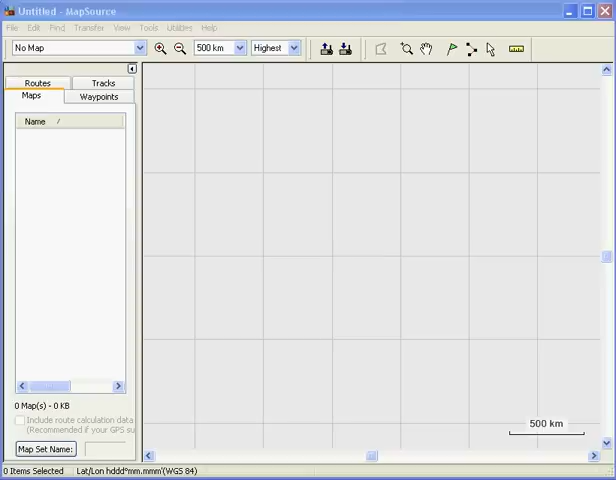 Untitled - MapSource
File Edit Find Transfer View Tools Utilities Help
No Map 500 km Highest
Routes Tracks
Maps Waypoints
Name /
0 Map(s) - 0 KB
Include route calculation data
(Recommended if your GPS su
500 km
Map Set Name:
0 Items Selected Lat/Lon hddd°mm.mmm'(WGS 84)